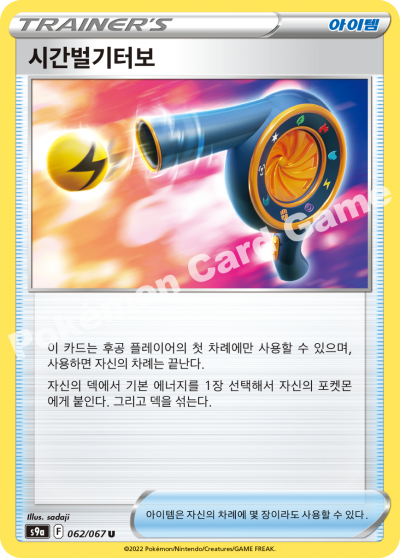 TRAINER'S
아이템
시간벌기터보
Pokémon Card Game
이 카드는 후공 플레이어의 첫 차례에만 사용할 수 있으며,
사용하면 자신의 차례는 끝난다.
자신의 덱에서 기본 에너지를 1장 선택해서 자신의 포켓몬
에게 붙인다. 그리고 덱을 섞는다.
Illus. sadaji
s9a F 062/067 U
아이템은 자신의 차례에 몇 장이라도 사용할 수 있다.
©2022 Pokémon/Nintendo/Creatures/GAME FREAK.